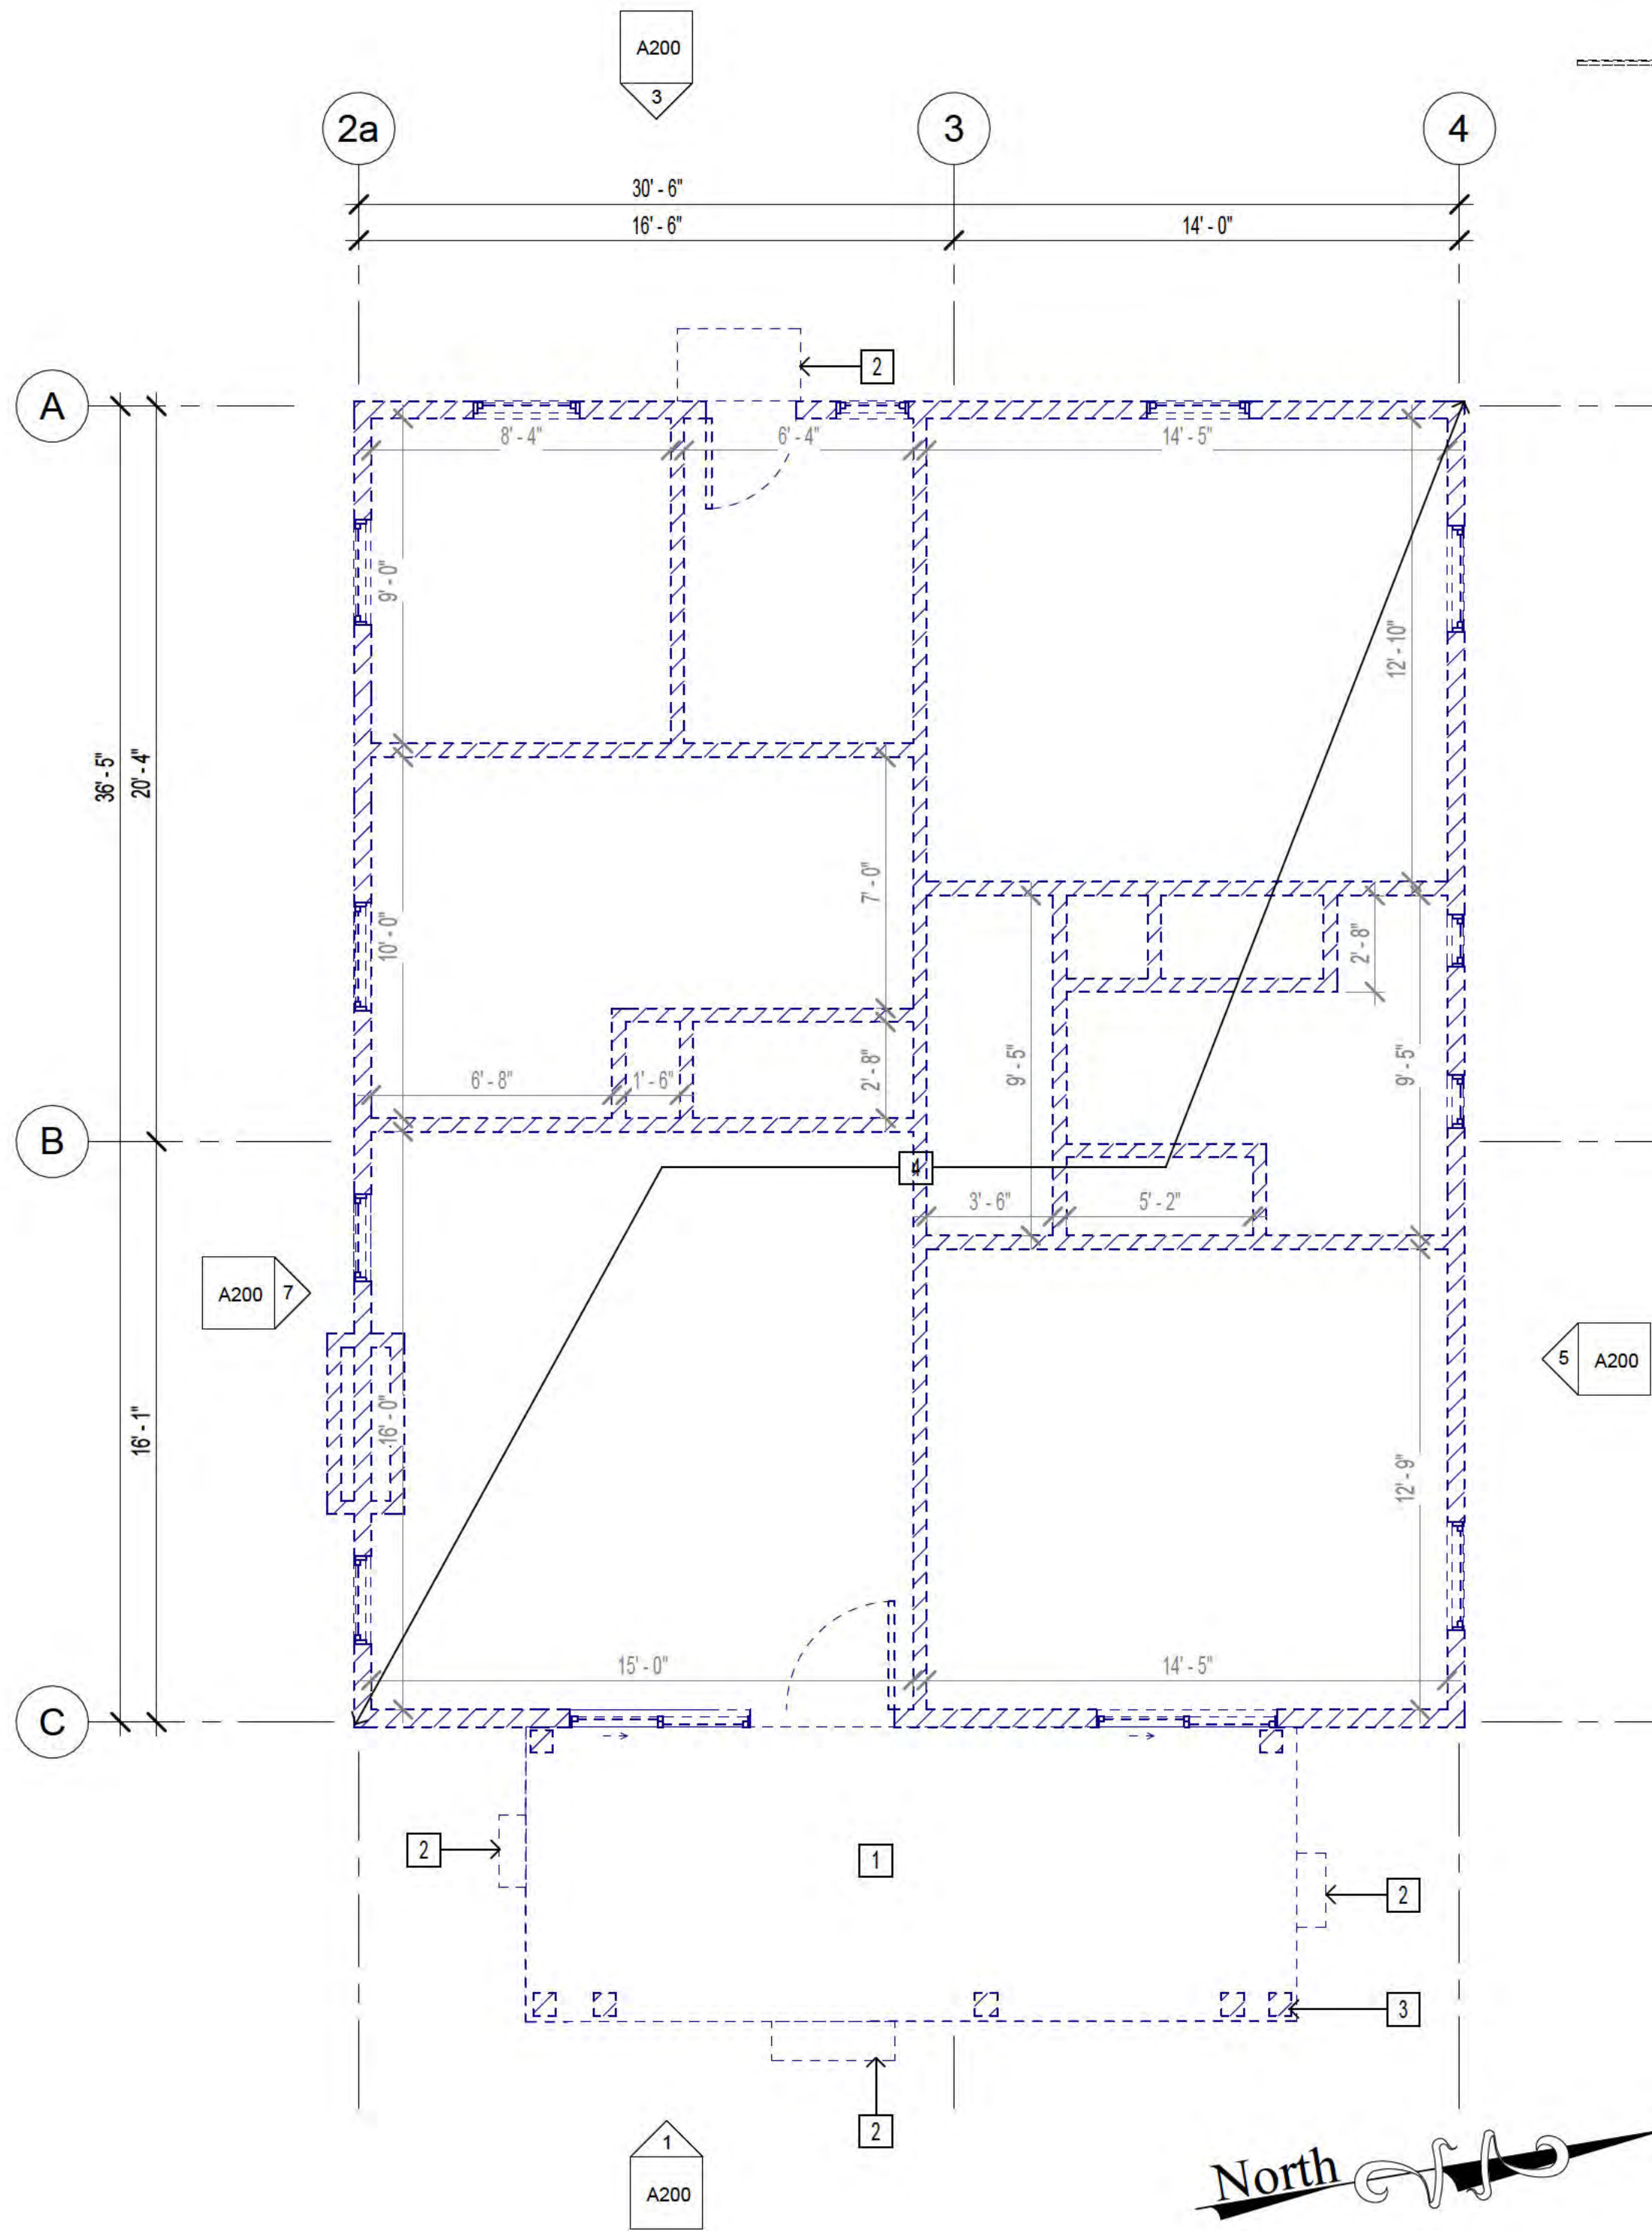 A200
3
2a
3
4
30' - 6"
16' - 6"
14' - 0"
2
A
8' - 4"
6' - 4"
14' - 5"
9' - 0"
12' - 10"
36' - 5"
20' - 4"
7' - 0"
10' - 0"
2' - 8"
9' - 5"
9' - 5"
2' - 8"
6' - 8"
1' - 6"
B
4
3' - 6"
5' - 2"
A200
7
5
A200
16' - 0"
16' - 1"
12' - 9"
15' - 0"
14' - 5"
C
2
1
2
3
2
1
A200
North